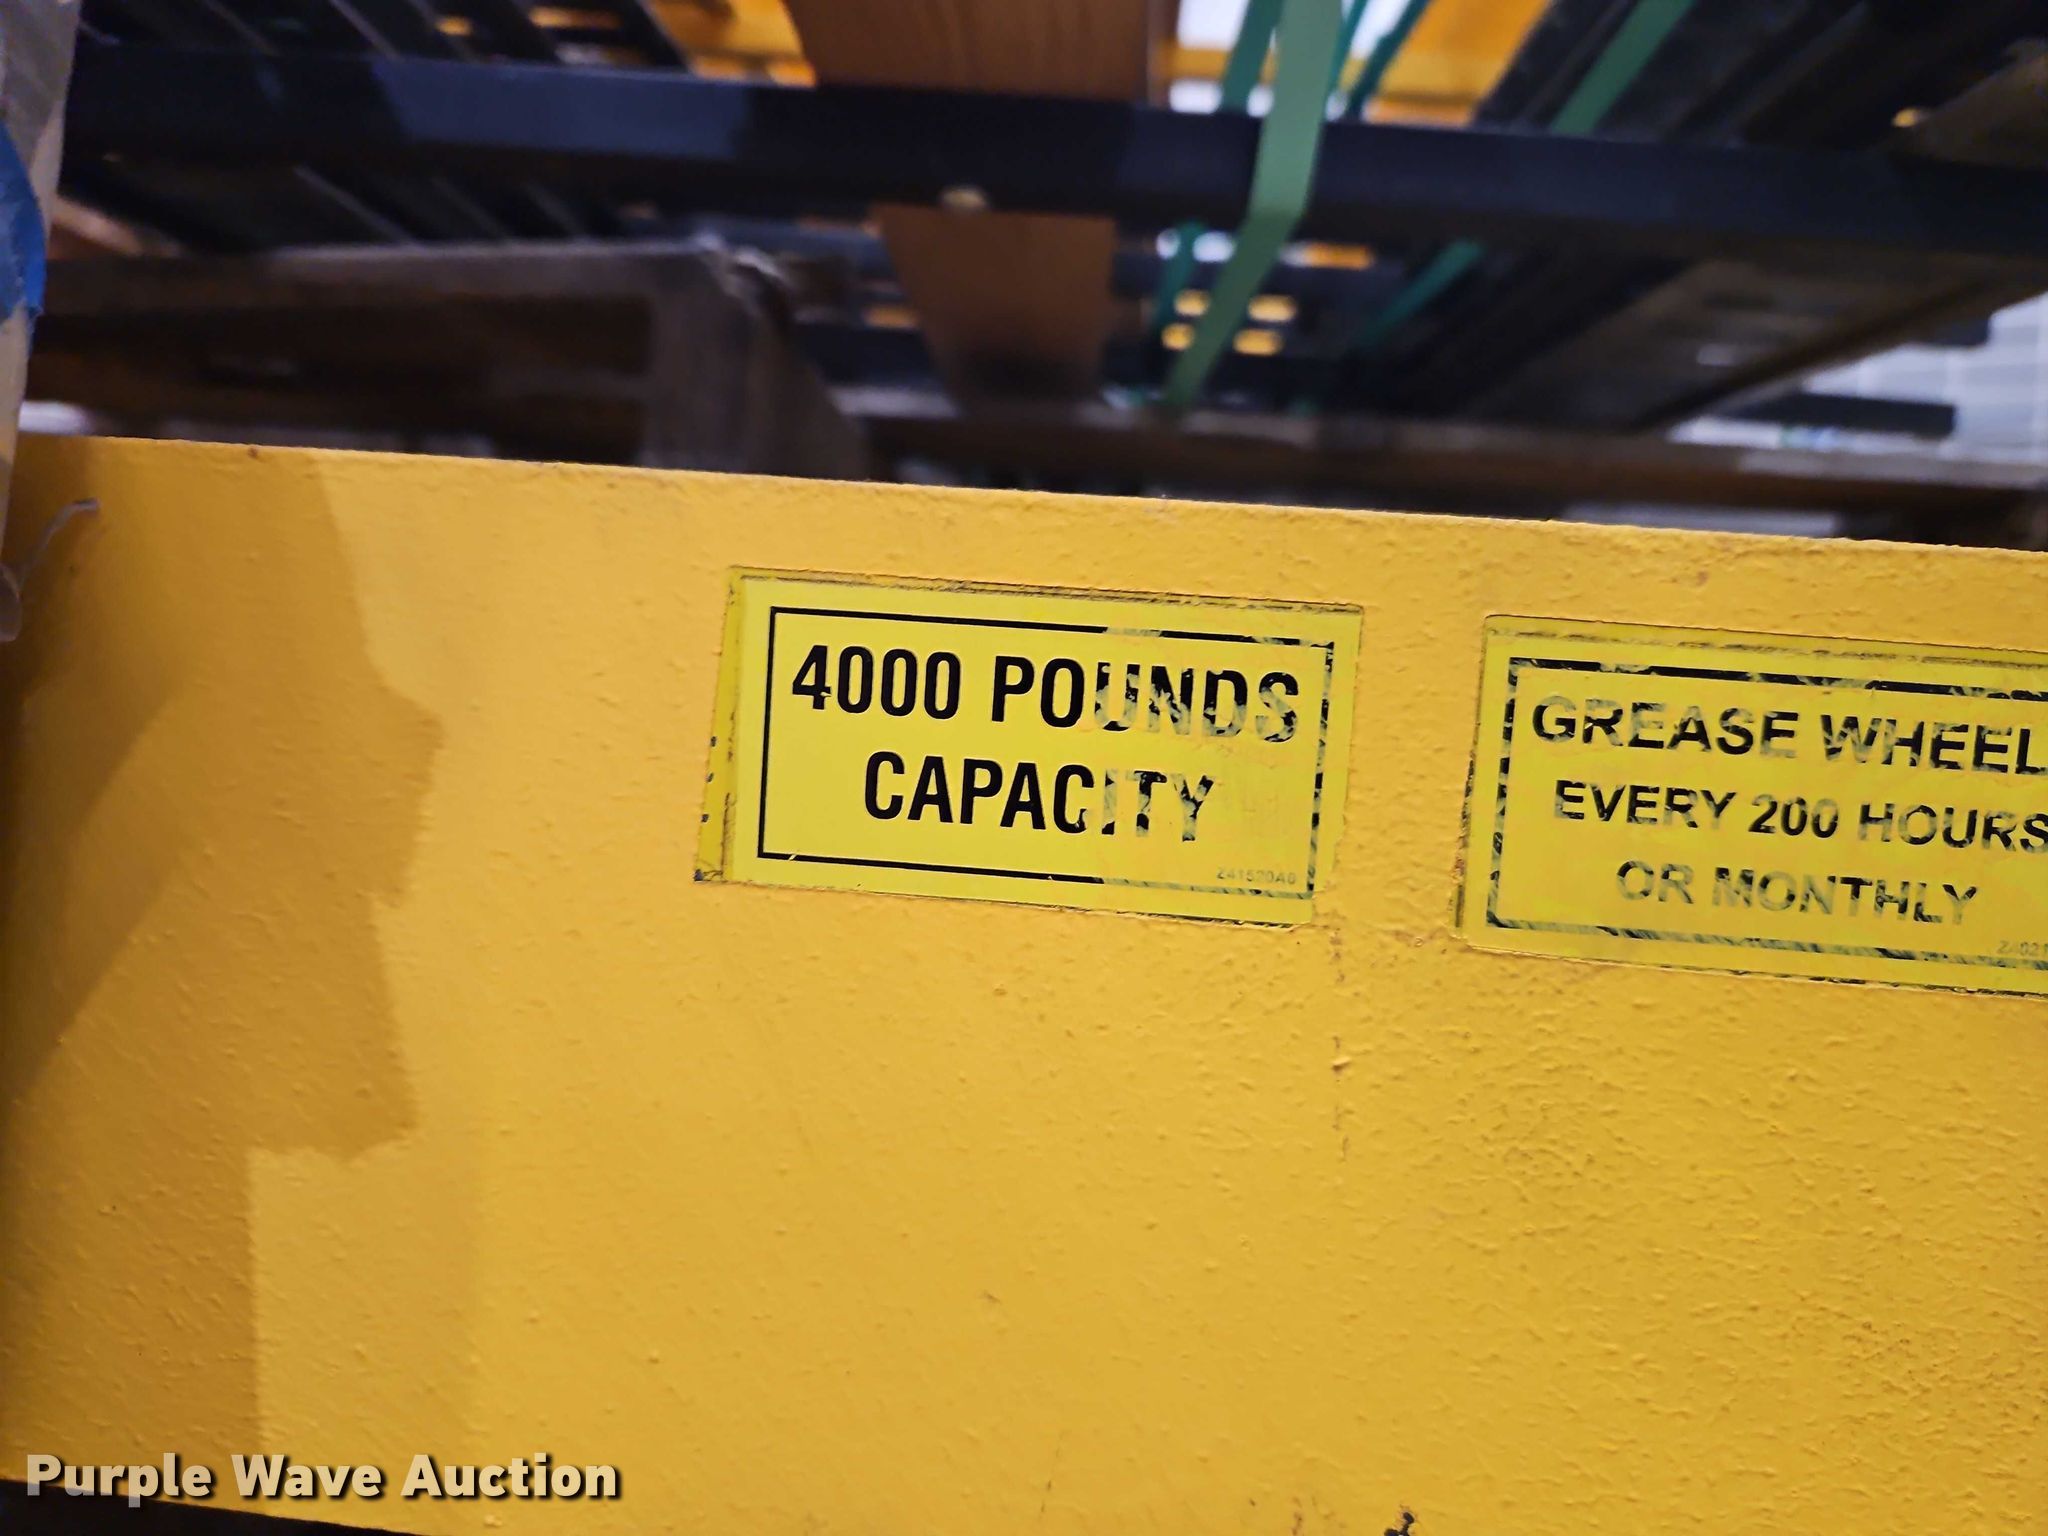 4000 POUNDS
CAPACITY
GREASE WHEEL
EVERY 200 HOURS
OR MONTHLY
Purple Wave Auction